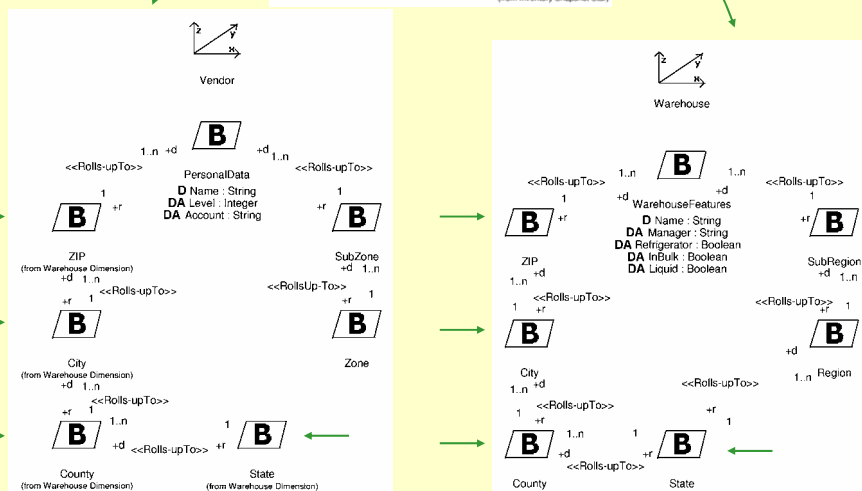 z y x
Vendor
B
1..n +d +d 1..n
<<Rolls-upTo>> <<Rolls-upTo>>
PersonalData
D Name : String
DA Level : Integer
DA Account : String
1 +r
B
+r 1
B
ZIP
(from Warehouse Dimension)
SubZone
+d 1..n
<<Rolls-upTo>>
+r 1
+d 1..n
<<RollsUp-To>>
+r 1
B
B
City
(from Warehouse Dimension)
Zone
+d 1..n
<<Rolls-upTo>>
+r 1
B
1..n
+d <<Rolls-upTo>> +r
1
B
County
(from Warehouse Dimension)
State
(from Warehouse Dimension)
z y x
Warehouse
B
1..n 1..n
<<Rolls-upTo>> +d +d <<Rolls-upTo>>
WarehouseFeatures
D Name : String
DA Manager : String
DA Refrigerator : Boolean
DA InBulk : Boolean
DA Liquid : Boolean
1
+r
B
1
+r
B
ZIP
SubRegion
+d
1..n
<<Rolls-upTo>>
1 +r
+d 1..n
<<Rolls-upTo>>
+r 1
B
B
City
+d
1..n Region
1..n +d
<<Rolls-upTo>>
1 +r
<<Rolls-upTo>>
+r
1
B
1..n
+d
<<Rolls-upTo>>
1
+r
B
County
State